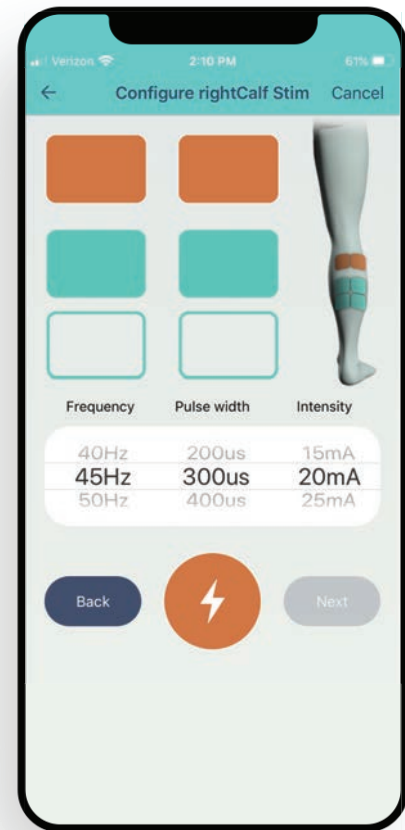 Verizon 2:10 PM 61%
← Configure rightCalf Stim Cancel
Frequency Pulse width Intensity
40Hz 200us 15mA
45Hz 300us 20mA
50Hz 400us 25mA
Back Next